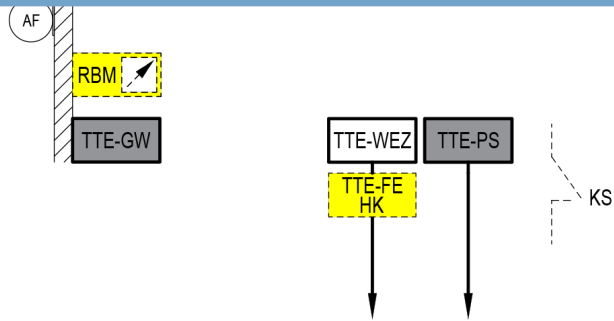 AF
RBM
TTE-GW
TTE-WEZ
TTE-PS
TTE-FE
HK
KS